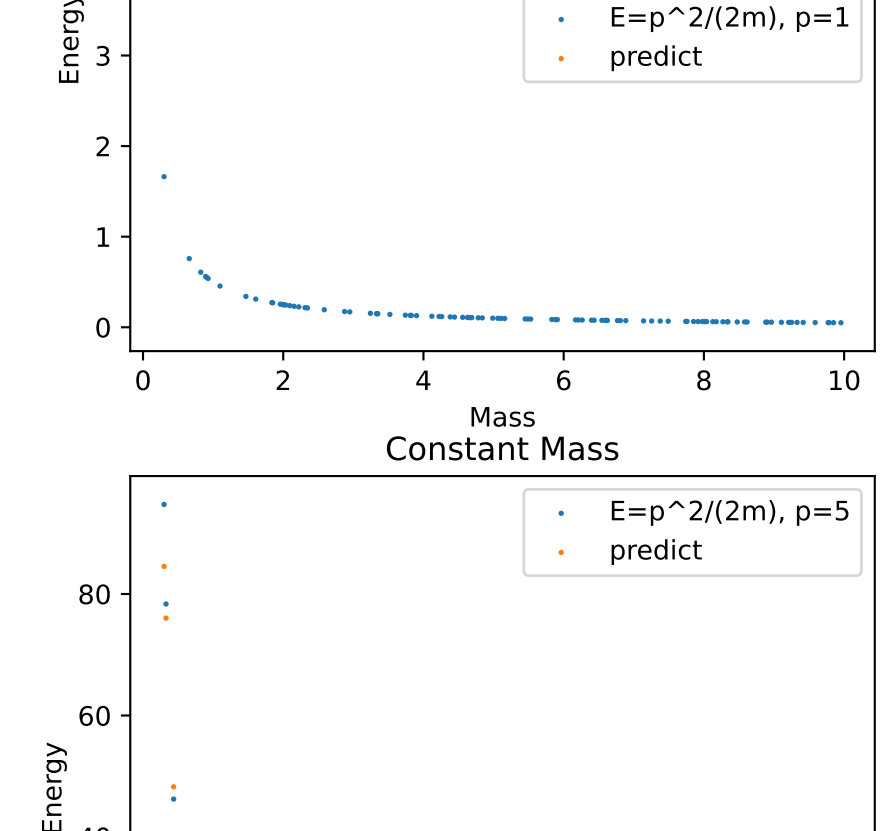 E=p^2/(2m), p=1
predict
Energy
3
2
1
0
0 2 4 6 8 10
Mass
Constant Mass
E=p^2/(2m), p=5
predict
80
60
Energy
40